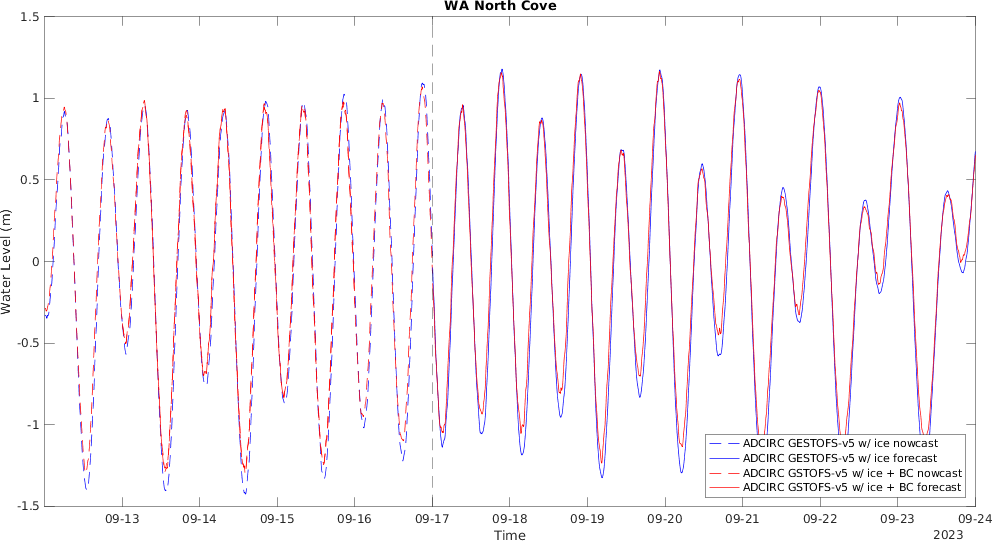 WA North Cove
1.5
1
0.5
0
-0.5
-1
-1.5
Water Level (m)
09-13 09-14 09-15 09-16 09-17 09-18 09-19 09-20 09-21 09-22 09-23 09-24
Time
2023
ADCIRC GESTOFS-v5 w/ ice nowcast
ADCIRC GESTOFS-v5 w/ ice forecast
ADCIRC GSTOFS-v5 w/ ice + BC nowcast
ADCIRC GSTOFS-v5 w/ ice + BC forecast